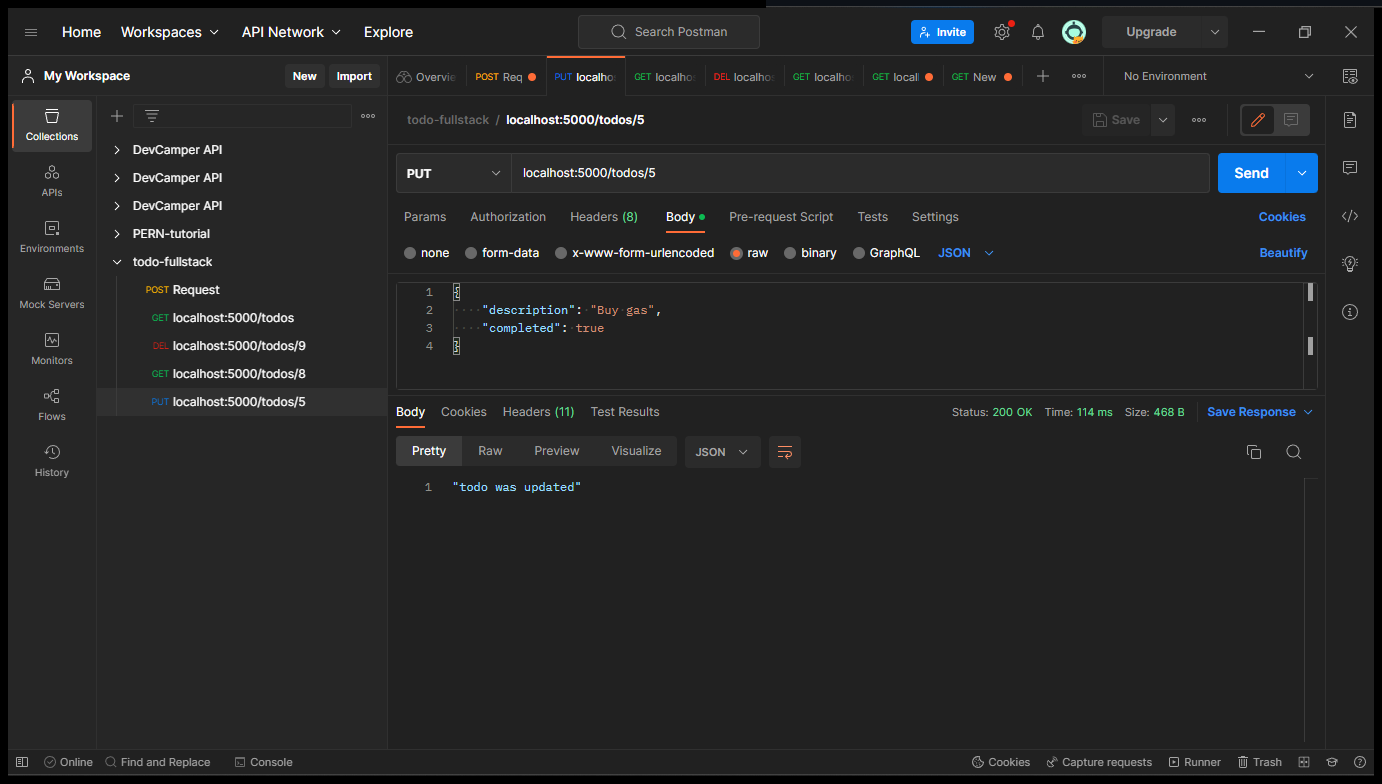 Home Workspaces API Network Explore Search Postman Invite Upgrade
My Workspace New Import Overvie POST Req PUT localhos GET localhos DEL localhos GET localhos GET locall GET New No Environment
Collections
APIs
Environments
Mock Servers
Monitors
Flows
History
DevCamper API
DevCamper API
DevCamper API
PERN-tutorial
todo-fullstack
POST Request
GET localhost:5000/todos
DEL localhost:5000/todos/9
GET localhost:5000/todos/8
PUT localhost:5000/todos/5
todo-fullstack / localhost:5000/todos/5 Save
PUT localhost:5000/todos/5 Send
Params Authorization Headers (8) Body Pre-request Script Tests Settings Cookies
none form-data x-www-form-urlencoded raw binary GraphQL JSON Beautify
1 {
2 "description": "Buy gas",
3 "completed": true
4 }
Body Cookies Headers (11) Test Results Status: 200 OK Time: 114 ms Size: 468 B Save Response
Pretty Raw Preview Visualize JSON
1 "todo was updated"
Online Find and Replace Console Cookies Capture requests Runner Trash